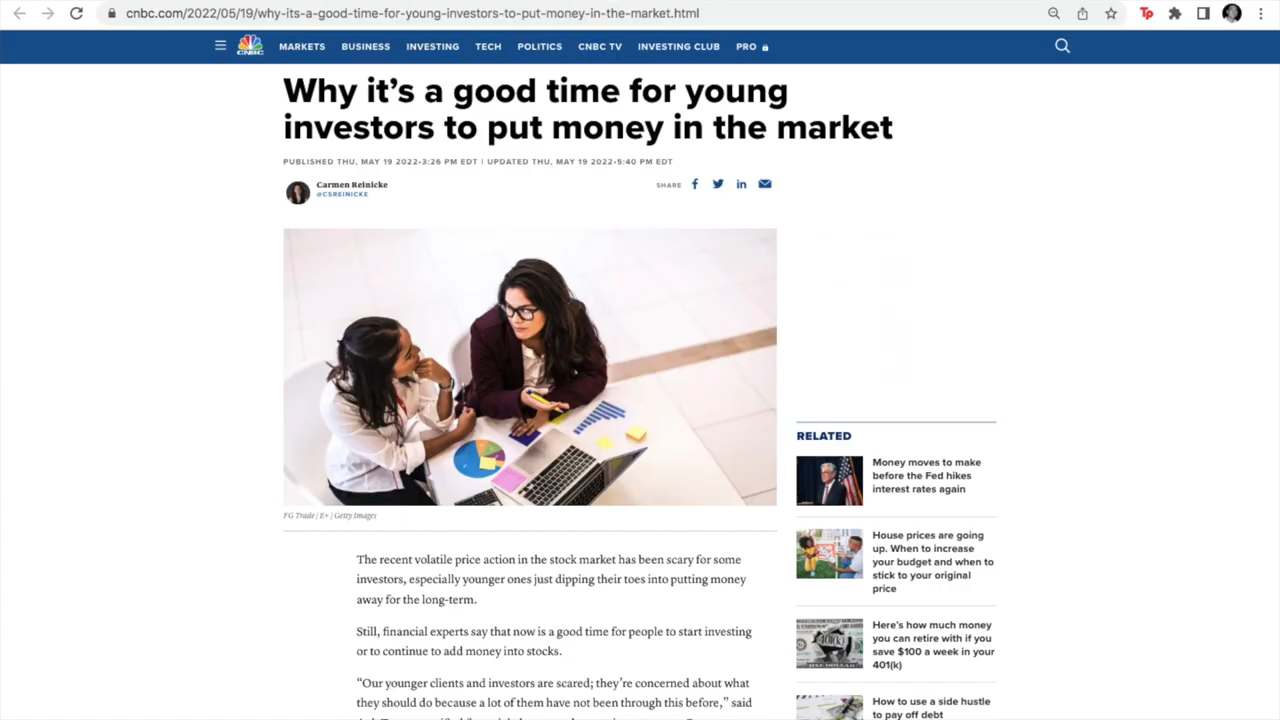 cnbc.com/2022/05/19/why-its-a-good-time-for-young-investors-to-put-money-in-the-market.html
Tp
CNBC
MARKETS BUSINESS INVESTING TECH POLITICS CNBC TV INVESTING CLUB PRO
Why it's a good time for young
investors to put money in the market
PUBLISHED THU, MAY 19 2022•3:26 PM EDT | UPDATED THU, MAY 19 2022•5:40 PM EDT
Carmen Reinicke
@CSREINICKE
SHARE
FG Trade | E+ | Getty Images
The recent volatile price action in the stock market has been scary for some
investors, especially younger ones just dipping their toes into putting money
away for the long-term.
Still, financial experts say that now is a good time for people to start investing
or to continue to add money into stocks.
“Our younger clients and investors are scared; they’re concerned about what
they should do because a lot of them have not been through this before,” said
RELATED
Money moves to make
before the Fed hikes
interest rates again
House prices are going
up. When to increase
your budget and when to
stick to your original
price
401(k)
Here’s how much money
you can retire with if you
save $100 a week in your
401(k)
How to use a side hustle
to pay off debt